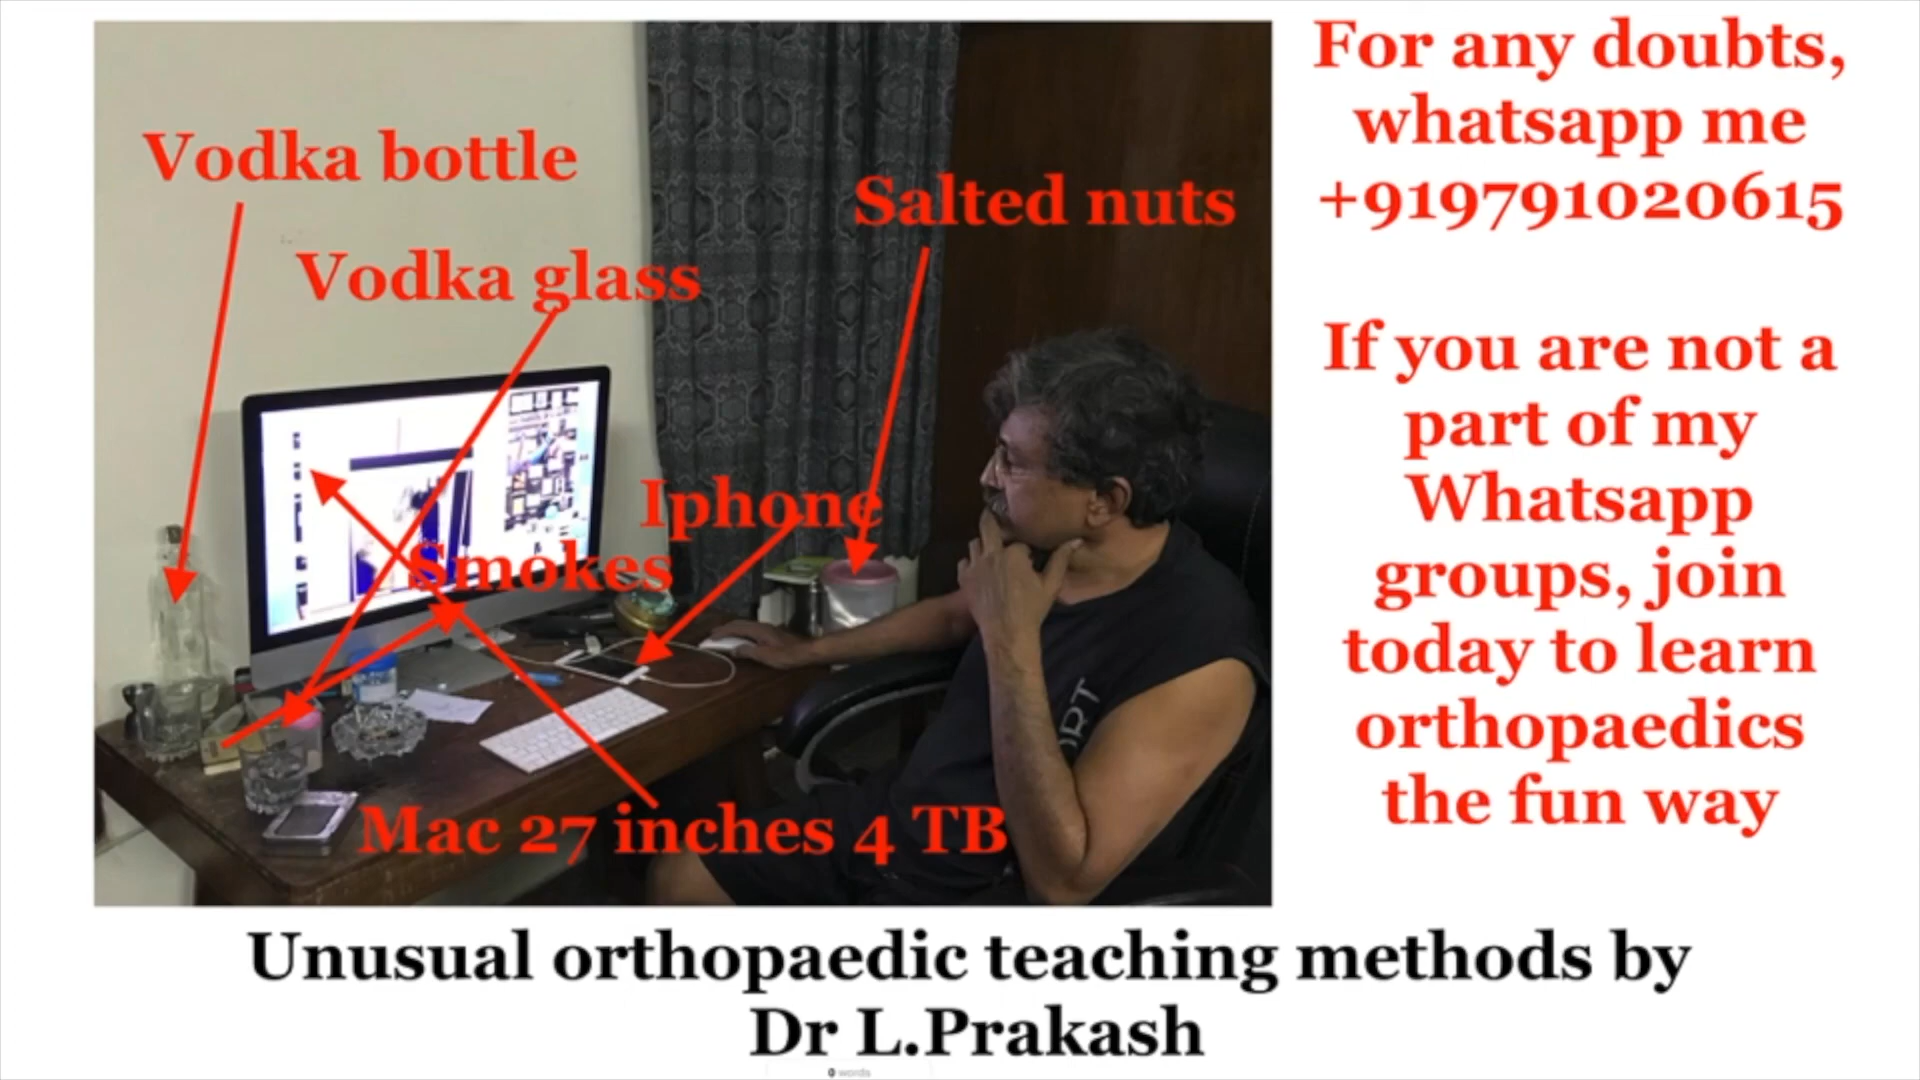 Vodka bottle
Vodka glass
Salted nuts
Iphone
Smokes
Mac 27 inches 4 TB
For any doubts,
whatsapp me
+919791020615
If you are not a
part of my
Whatsapp
groups, join
today to learn
orthopaedics
the fun way
Unusual orthopaedic teaching methods by
Dr L.Prakash
0 words